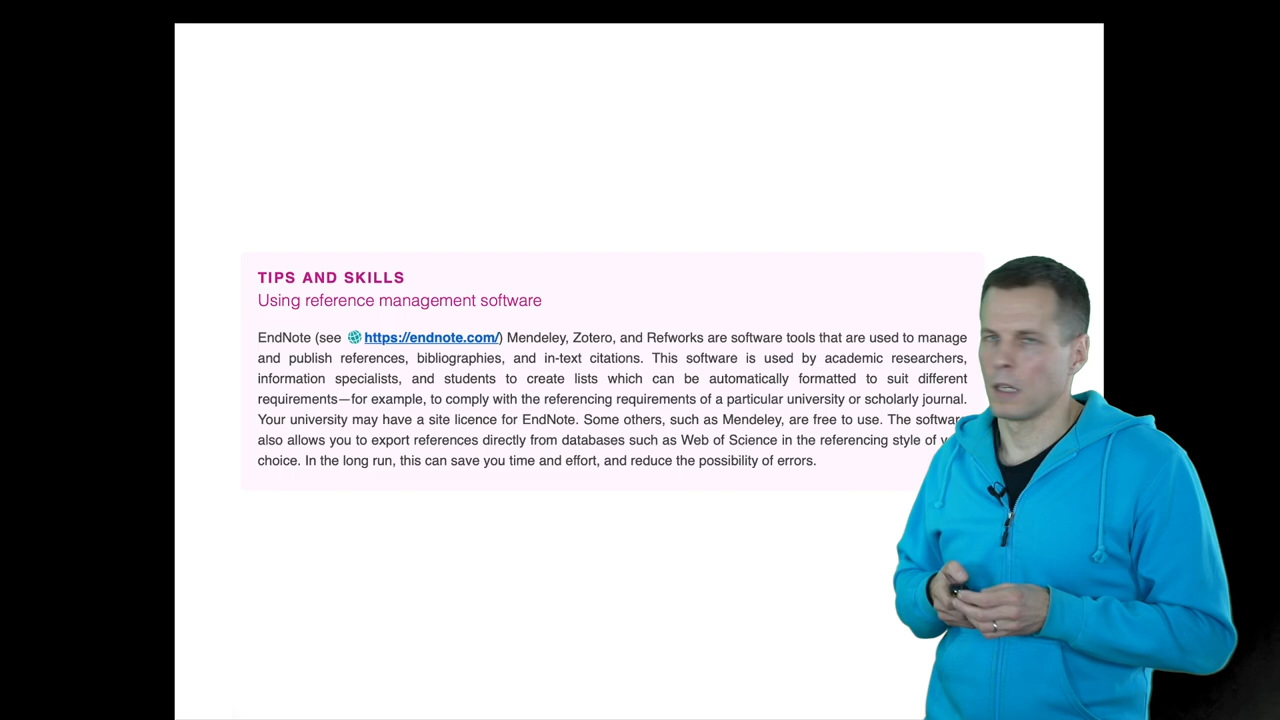 TIPS AND SKILLS
Using reference management software
EndNote (see https://endnote.com/) Mendeley, Zotero, and Refworks are software tools that are used to manage
and publish references, bibliographies, and in-text citations. This software is used by academic researchers,
information specialists, and students to create lists which can be automatically formatted to suit different
requirements—for example, to comply with the referencing requirements of a particular university or scholarly journal.
Your university may have a site licence for EndNote. Some others, such as Mendeley, are free to use. The software
also allows you to export references directly from databases such as Web of Science in the referencing style of
choice. In the long run, this can save you time and effort, and reduce the possibility of errors.